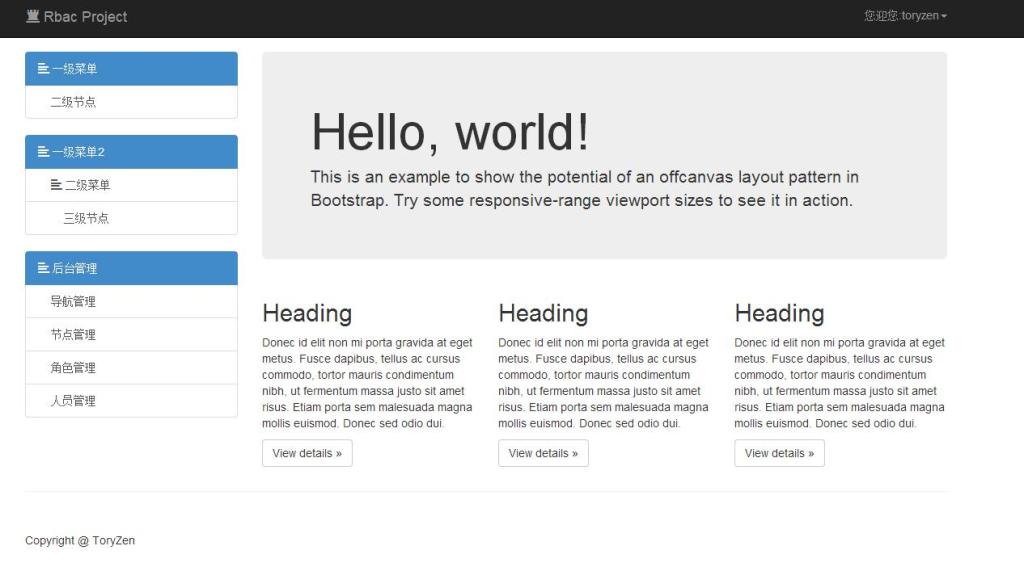 Rbac Project
您迎您:toryzen
一级菜单
二级节点
一级菜单2
二级菜单
三级节点
后台管理
导航管理
节点管理
角色管理
人员管理
Hello, world!
This is an example to show the potential of an offcanvas layout pattern in
Bootstrap. Try some responsive-range viewport sizes to see it in action.
Heading
Donec id elit non mi porta gravida at eget
metus. Fusce dapibus, tellus ac cursus
commodo, tortor mauris condimentum
nibh, ut fermentum massa justo sit amet
risus. Etiam porta sem malesuada magna
mollis euismod. Donec sed odio dui.
View details »
Heading
Donec id elit non mi porta gravida at eget
metus. Fusce dapibus, tellus ac cursus
commodo, tortor mauris condimentum
nibh, ut fermentum massa justo sit amet
risus. Etiam porta sem malesuada magna
mollis euismod. Donec sed odio dui.
View details »
Heading
Donec id elit non mi porta gravida at eget
metus. Fusce dapibus, tellus ac cursus
commodo, tortor mauris condimentum
nibh, ut fermentum massa justo sit amet
risus. Etiam porta sem malesuada magna
mollis euismod. Donec sed odio dui.
View details »
Copyright @ ToryZen